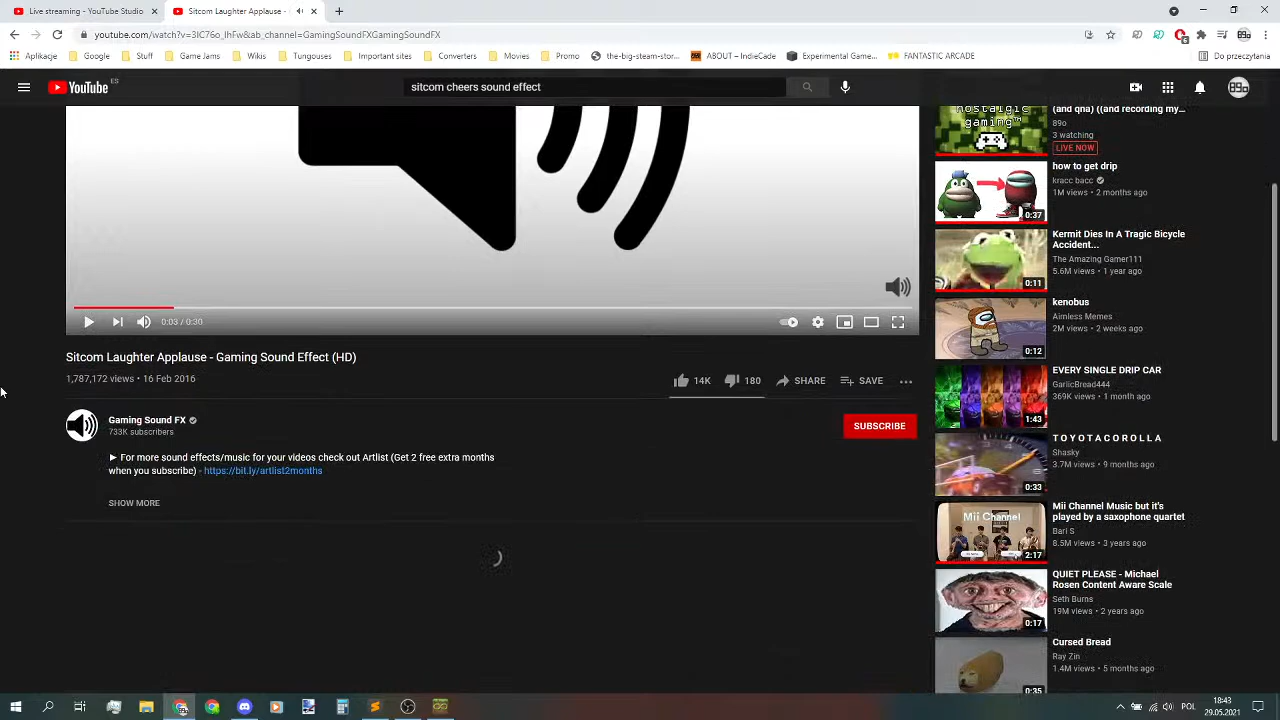 Live streaming - YouTube Studio
Sitcom Laughter Applause -
youtube.com/watch?v=3IC76o_IhFw&ab_channel=GamingSoundFXGamingSoundFX
Aplikacje
Google
Stuff
Game Jams
Wikis
Tungouses
Important sites
Converters
Movies
Promo
the-big-steam-stor...
ABOUT – IndieCade
Experimental Game...
FANTASTIC ARCADE
Do przeczytania
YouTube ES
sitcom cheers sound effect
89o
nostalgic
gaming™
(and qna) ((and recording my...
89o
3 watching
LIVE NOW
how to get drip
kracc bacc
1M views • 2 months ago
0:37
Kermit Dies In A Tragic Bicycle
Accident...
The Amazing Gamer111
5.6M views • 1 year ago
0:11
kenobus
Aimless Memes
2M views • 2 weeks ago
0:12
0:03 / 0:30
Sitcom Laughter Applause - Gaming Sound Effect (HD)
1,787,172 views • 16 Feb 2016
14K
180
SHARE
SAVE
Gaming Sound FX
733K subscribers
SUBSCRIBE
► For more sound effects/music for your videos check out Artlist (Get 2 free extra months
when you subscribe) - https://bit.ly/artlist2months
SHOW MORE
EVERY SINGLE DRIP CAR
GarlicBread444
369K views • 1 month ago
1:43
T O Y O T A C O R O L L A
Shasky
3.7M views • 9 months ago
0:33
Mii Channel
Mii Channel Music but it's
played by a saxophone quartet
Bari S
8.5M views • 3 years ago
2:17
QUIET PLEASE - Michael
Rosen Content Aware Scale
Seth Burns
19M views • 2 years ago
0:17
Cursed Bread
Ray Zin
1.4M views • 5 months ago
0:35
POL
18:43
29.05.2021